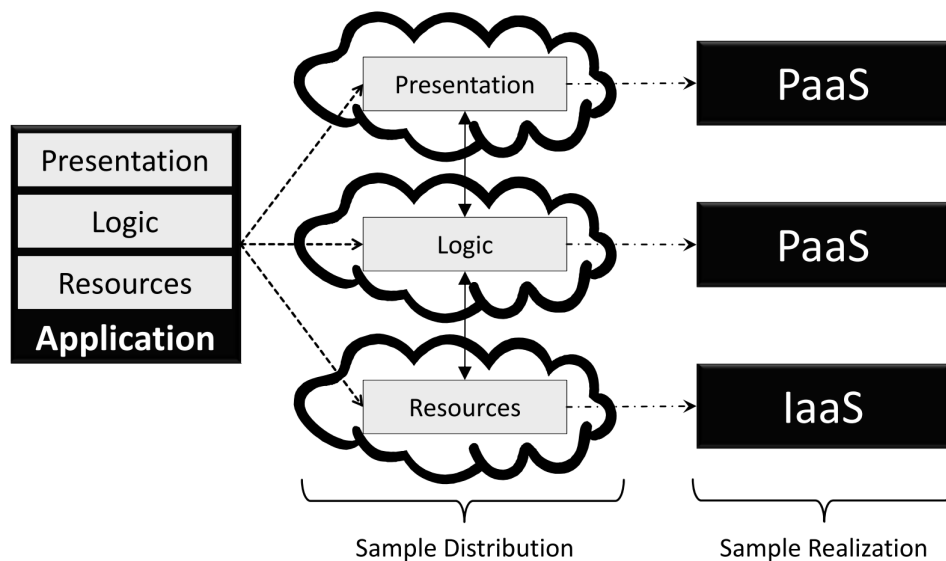 Presentation
Logic
Resources
Application
Presentation
Logic
Resources
PaaS
PaaS
IaaS
Sample Distribution
Sample Realization